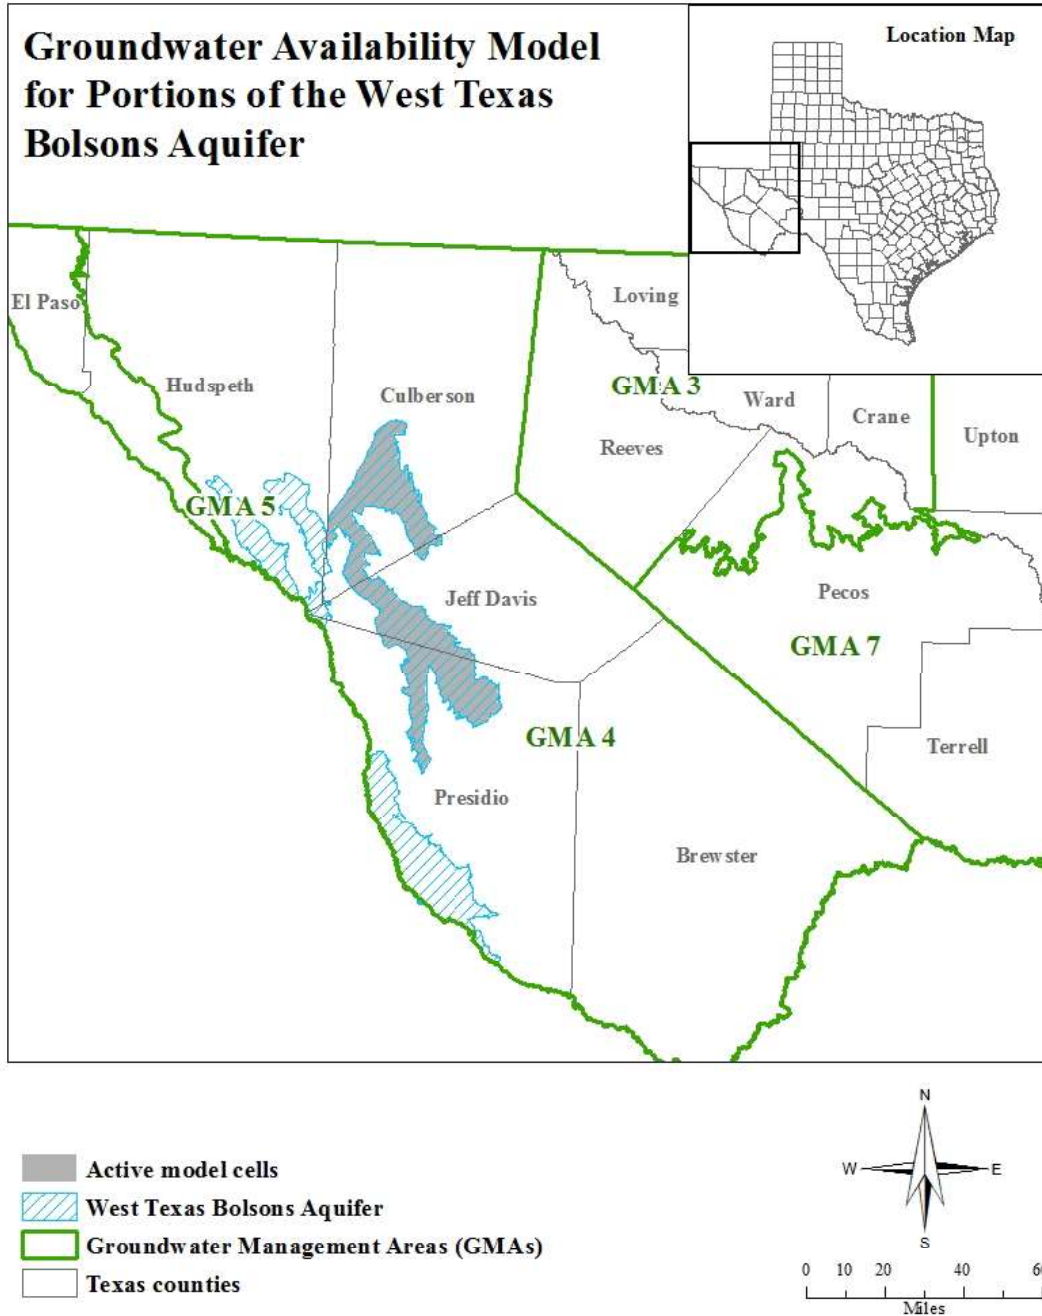 Groundwater Availability Model
for Portions of the West Texas
Bolsons Aquifer
Location Map
El Paso
Hudspeth
Culberson
Loving
GMA 3
Ward
Crane
Upton
Reeves
GMA 5
Jeff Davis
Pecos
GMA 7
GMA 4
Terrell
Presidio
Brewster
Active model cells
West Texas Bolsons Aquifer
Groundwater Management Areas (GMAs)
Texas counties
N
W E
S
0 10 20 40
Miles